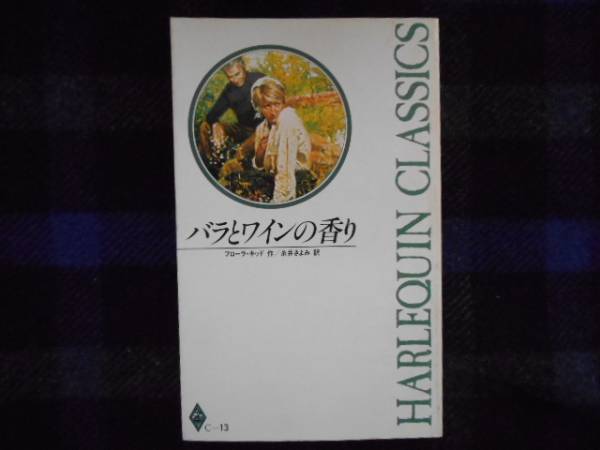 HARLEQUIN CLASSICS
バラとワインの香り
フローラ・キッド 作/糸井きよみ 訳
C-13